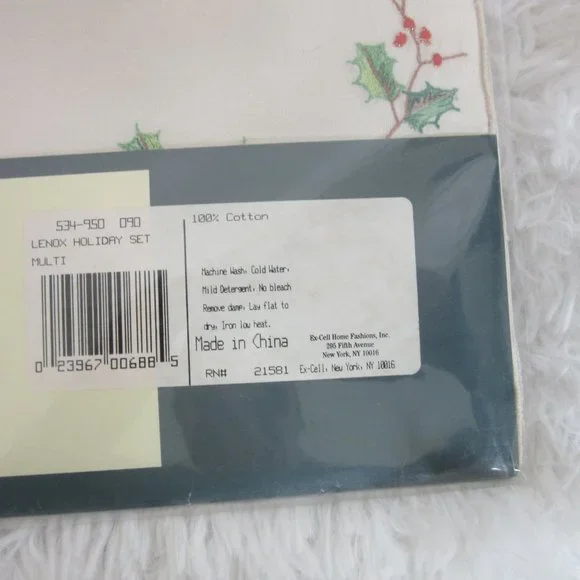 534-950 090
LENOX HOLIDAY SET
MULTI
0 23967 00688 5
100% Cotton
Machine Wash, Cold Water,
Mild Detergent, No bleach
Remove damp, Lay flat to
dry, Iron low heat.
Made in China
RN# 21581
Ex-Cell Home Fashions, Inc.
295 Fifth Avenue
New York, NY 10016
Ex-Cell, New York, NY 10016